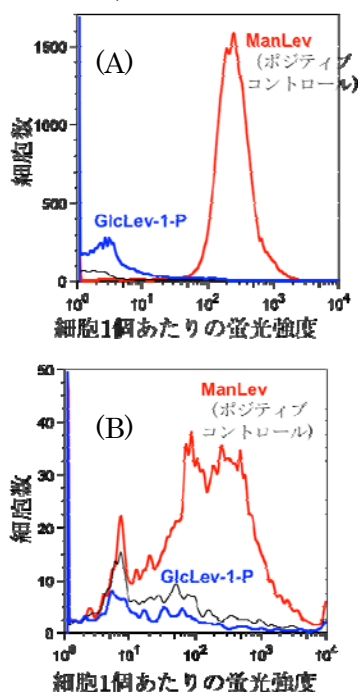 (A)
ManLev
(ポジティブ
コントロール)
GlcLev-1-P
細胞数
1500
1000
500
0
10⁰ 10¹ 10² 10³ 10⁴
細胞1個あたりの蛍光強度
(B)
ManLev
(ポジティブ
コントロール)
GlcLev-1-P
細胞数
50
40
30
20
10
0
10⁰ 10¹ 10² 10³ 10⁴
細胞1個あたりの蛍光強度